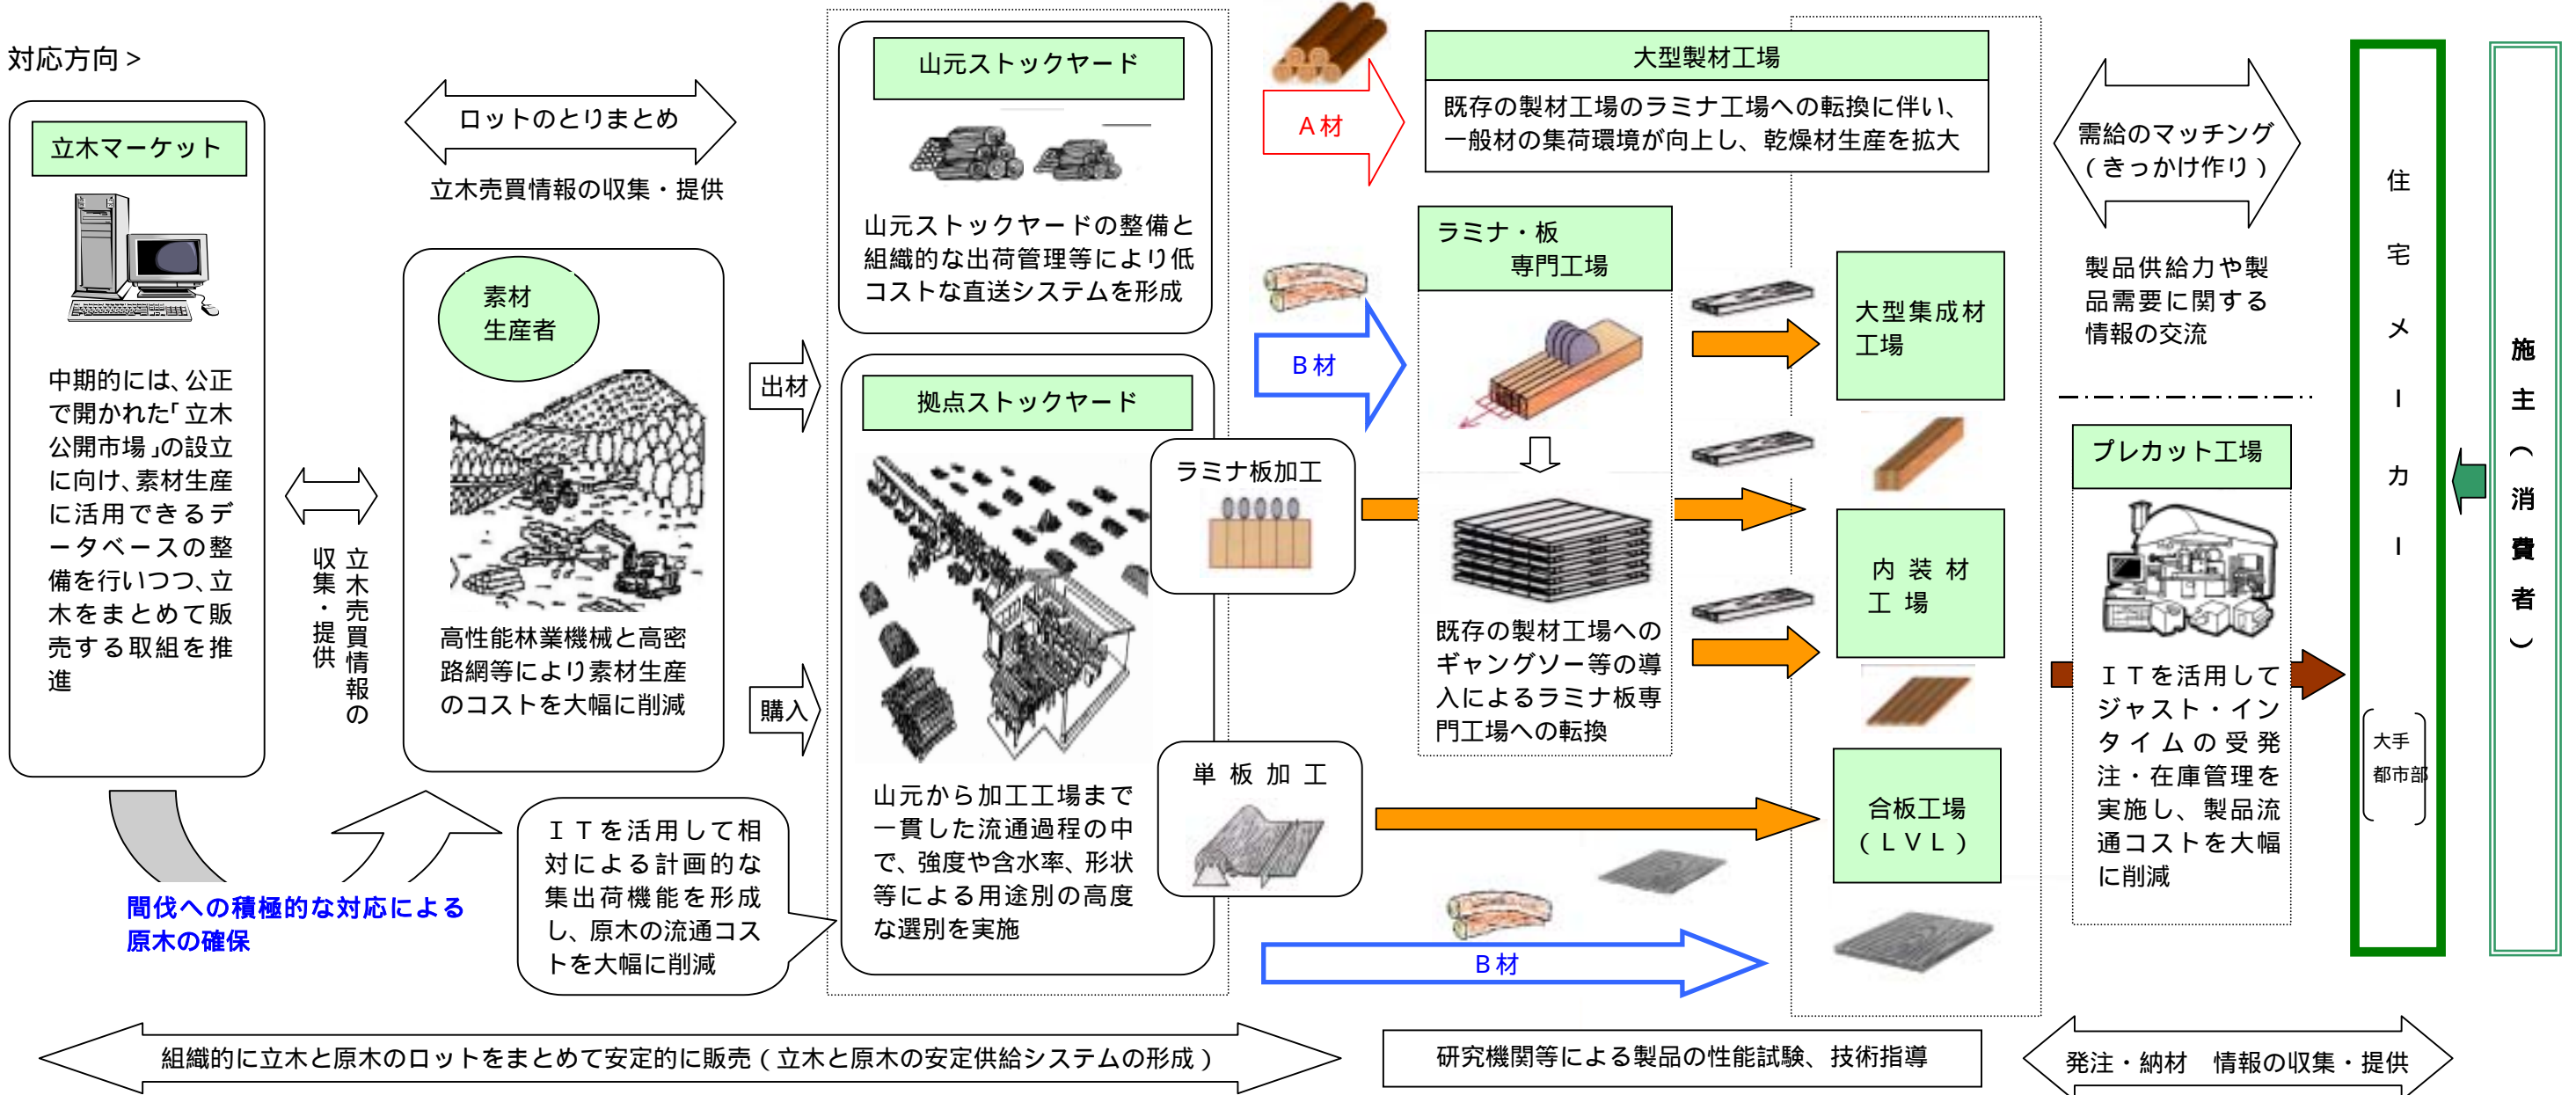 対応方向>
立木マーケット
中期的には、公正
で開かれた「立木
公開市場」の設立
に向け、素材生産
に活用できるデ
ータベースの整
備を行いつつ、立
木をまとめて販
売する取組を推
進
立木売買情報の
収集・提供
間伐への積極的な対応による
原木の確保
ロットのとりまとめ
立木売買情報の収集・提供
素材
生産者
高性能林業機械と高密
路網等により素材生産
のコストを大幅に削減
出材
購入
ITを活用して相
対による計画的な
集出荷機能を形成
し、原木の流通コス
トを大幅に削減
山元ストックヤード
山元ストックヤードの整備と
組織的な出荷管理等により低
コストな直送システムを形成
拠点ストックヤード
山元から加工工場まで
一貫した流通過程の中
で、強度や含水率、形状
等による用途別の高度
な選別を実施
ラミナ板加工
単板加工
A材
B材
B材
大型製材工場
既存の製材工場のラミナ工場への転換に伴い、
一般材の集荷環境が向上し、乾燥材生産を拡大
ラミナ・板
専門工場
既存の製材工場への
ギャングソー等の導
入によるラミナ板専
門工場への転換
大型集成材
工場
内装材
工場
合板工場
(LVL)
需給のマッチング
(きっかけ作り)
製品供給力や製
品需要に関する
情報の交流
プレカット工場
ITを活用して
ジャスト・イン
タイムの受発
注・在庫管理を
実施し、製品流
通コストを大幅
に削減
住宅メーカー
大手
都市部
施主(消費者)
組織的に立木と原木のロットをまとめて安定的に販売(立木と原木の安定供給システムの形成)
研究機関等による製品の性能試験、技術指導
発注・納材 情報の収集・提供